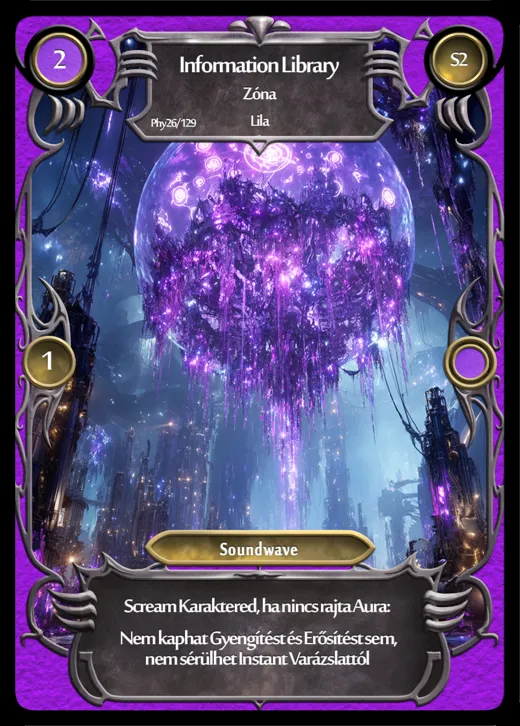 2
Information Library
S2
Zóna
Phy26/129
Lila
1
Soundwave
Scream Karaktered, ha nincs rajta Aura:
Nem kaphat Gyengítést és Erősítést sem,
nem sérülhet Instant Varázslattól